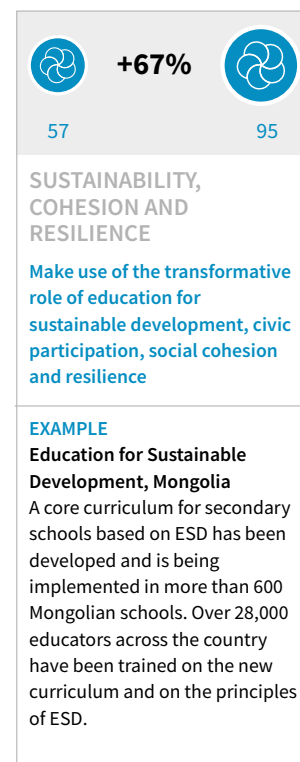 +67%
57 95
SUSTAINABILITY,
COHESION AND
RESILIENCE
Make use of the transformative
role of education for
sustainable development, civic
participation, social cohesion
and resilience
EXAMPLE
Education for Sustainable
Development, Mongolia
A core curriculum for secondary
schools based on ESD has been
developed and is being
implemented in more than 600
Mongolian schools. Over 28,000
educators across the country
have been trained on the new
curriculum and on the principles
of ESD.